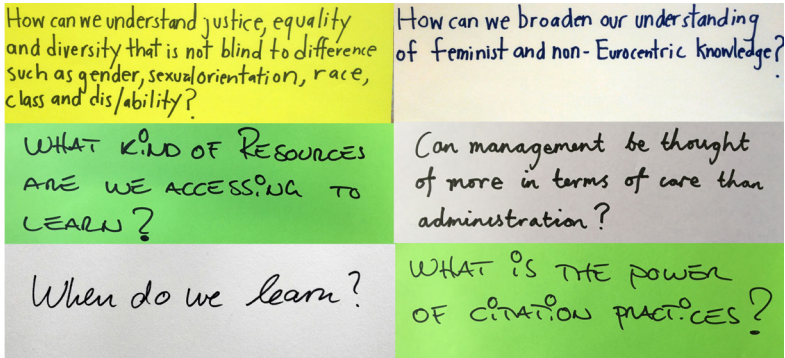 How can we understand justice, equality
and diversity that is not blind to difference
such as gender, sexual orientation, race,
class and dis/ability?
How can we broaden our understanding
of feminist and non-Eurocentric knowledge?
WHAT KIND OF RESOURCES
ARE WE ACCESSING TO
LEARN?
Can management be thought
of more in terms of care than
administration?
When do we learn?
WHAT IS THE POWER
OF CITATION PRACTICES?